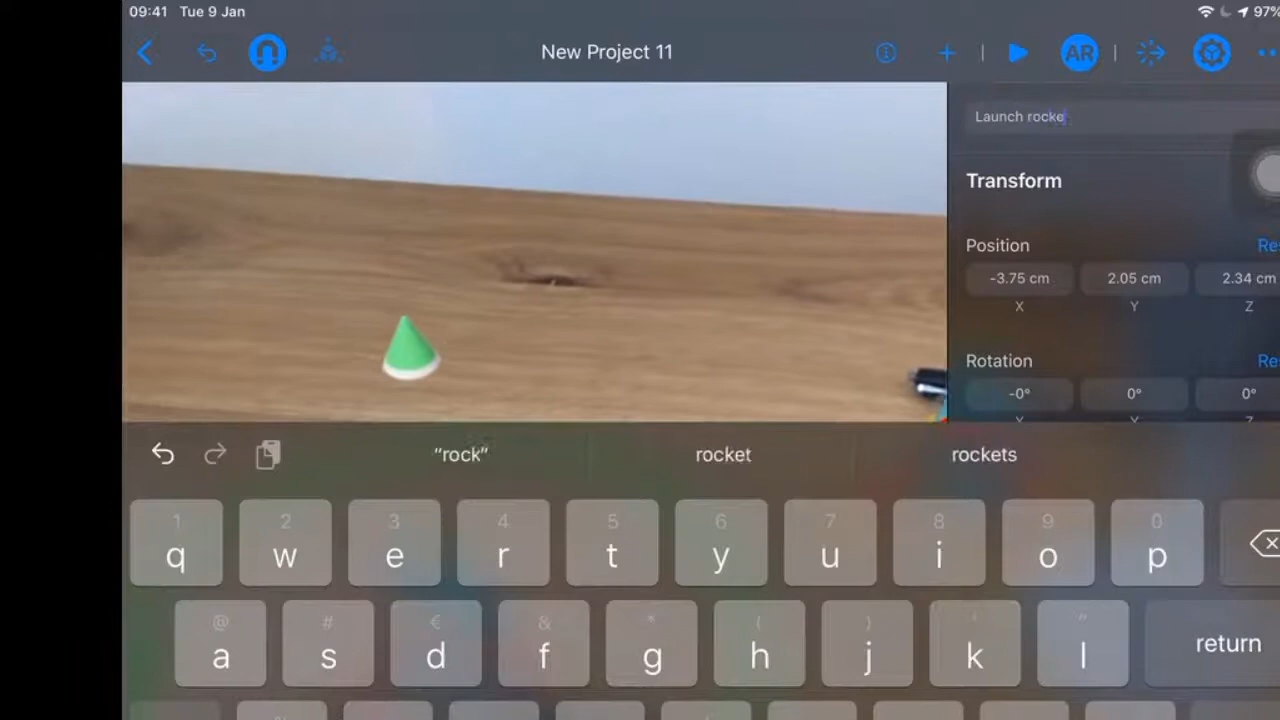 09:41 Tue 9 Jan 97%
New Project 11
AR
Launch rocke
Transform
Position Re
-3.75 cm 2.05 cm 2.34 cm
X Y Z
Rotation Re
-0° 0° 0°
“rock” rocket rockets
1 2 3 4 5 6 7 8 9 0
q w e r t y u i o p
@ # € & * ( ) ' "
a s d f g h j k l return